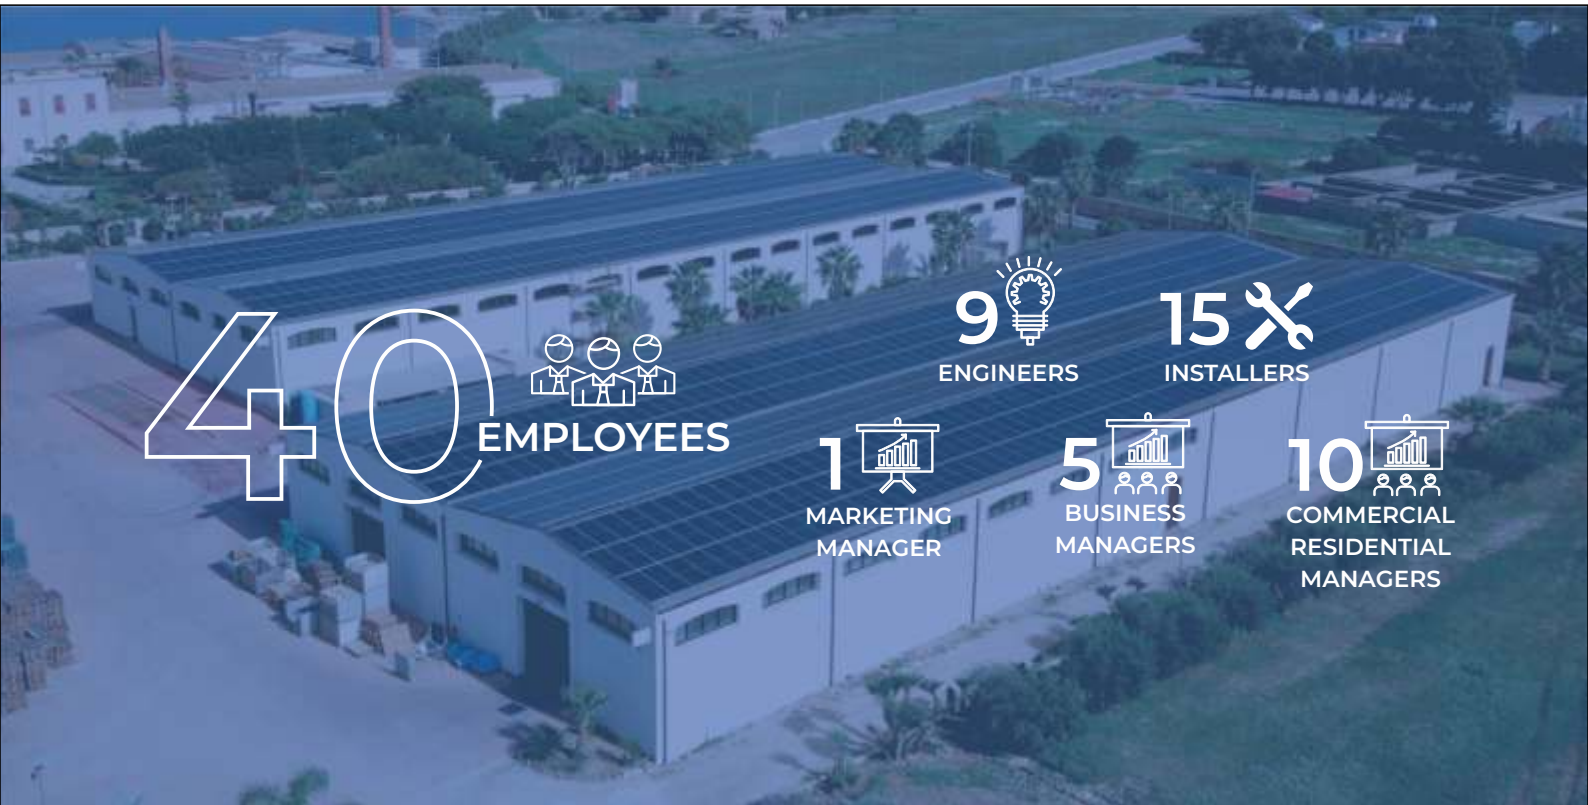 40
EMPLOYEES
9
ENGINEERS
15
INSTALLERS
1
MARKETING
MANAGER
5
BUSINESS
MANAGERS
10
COMMERCIAL
RESIDENTIAL
MANAGERS